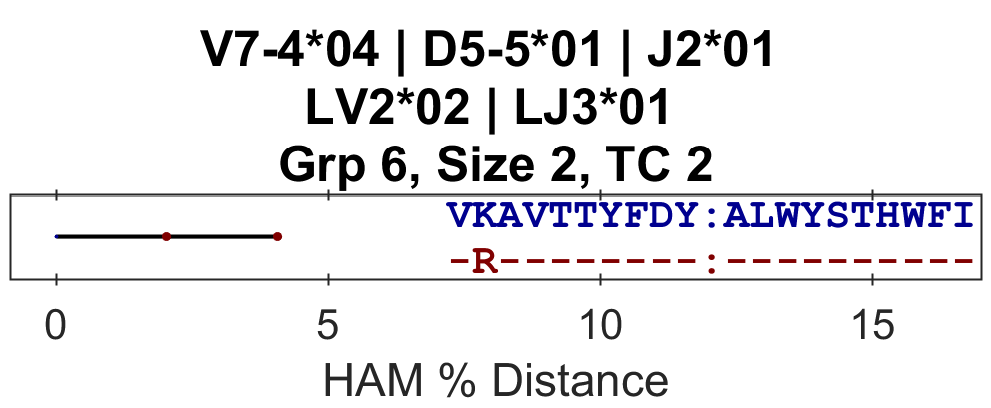 V7-4*04 | D5-5*01 | J2*01
LV2*02 | LJ3*01
Grp 6, Size 2, TC 2
VKAVTTYFDY:ALWYSTHWFI
-R--------:----------
0 5 10 15
HAM % Distance